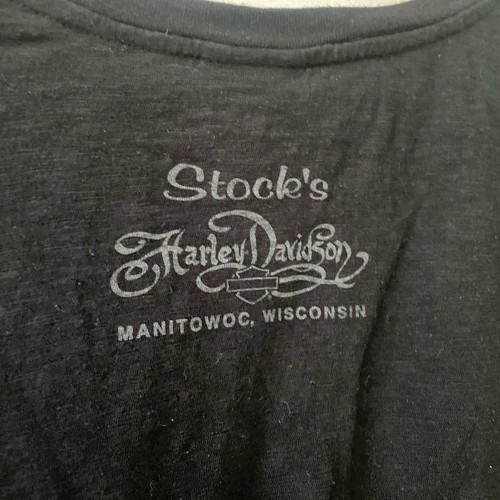 Stock's
Harley Davidson
MANITOWOC, WISCONSIN